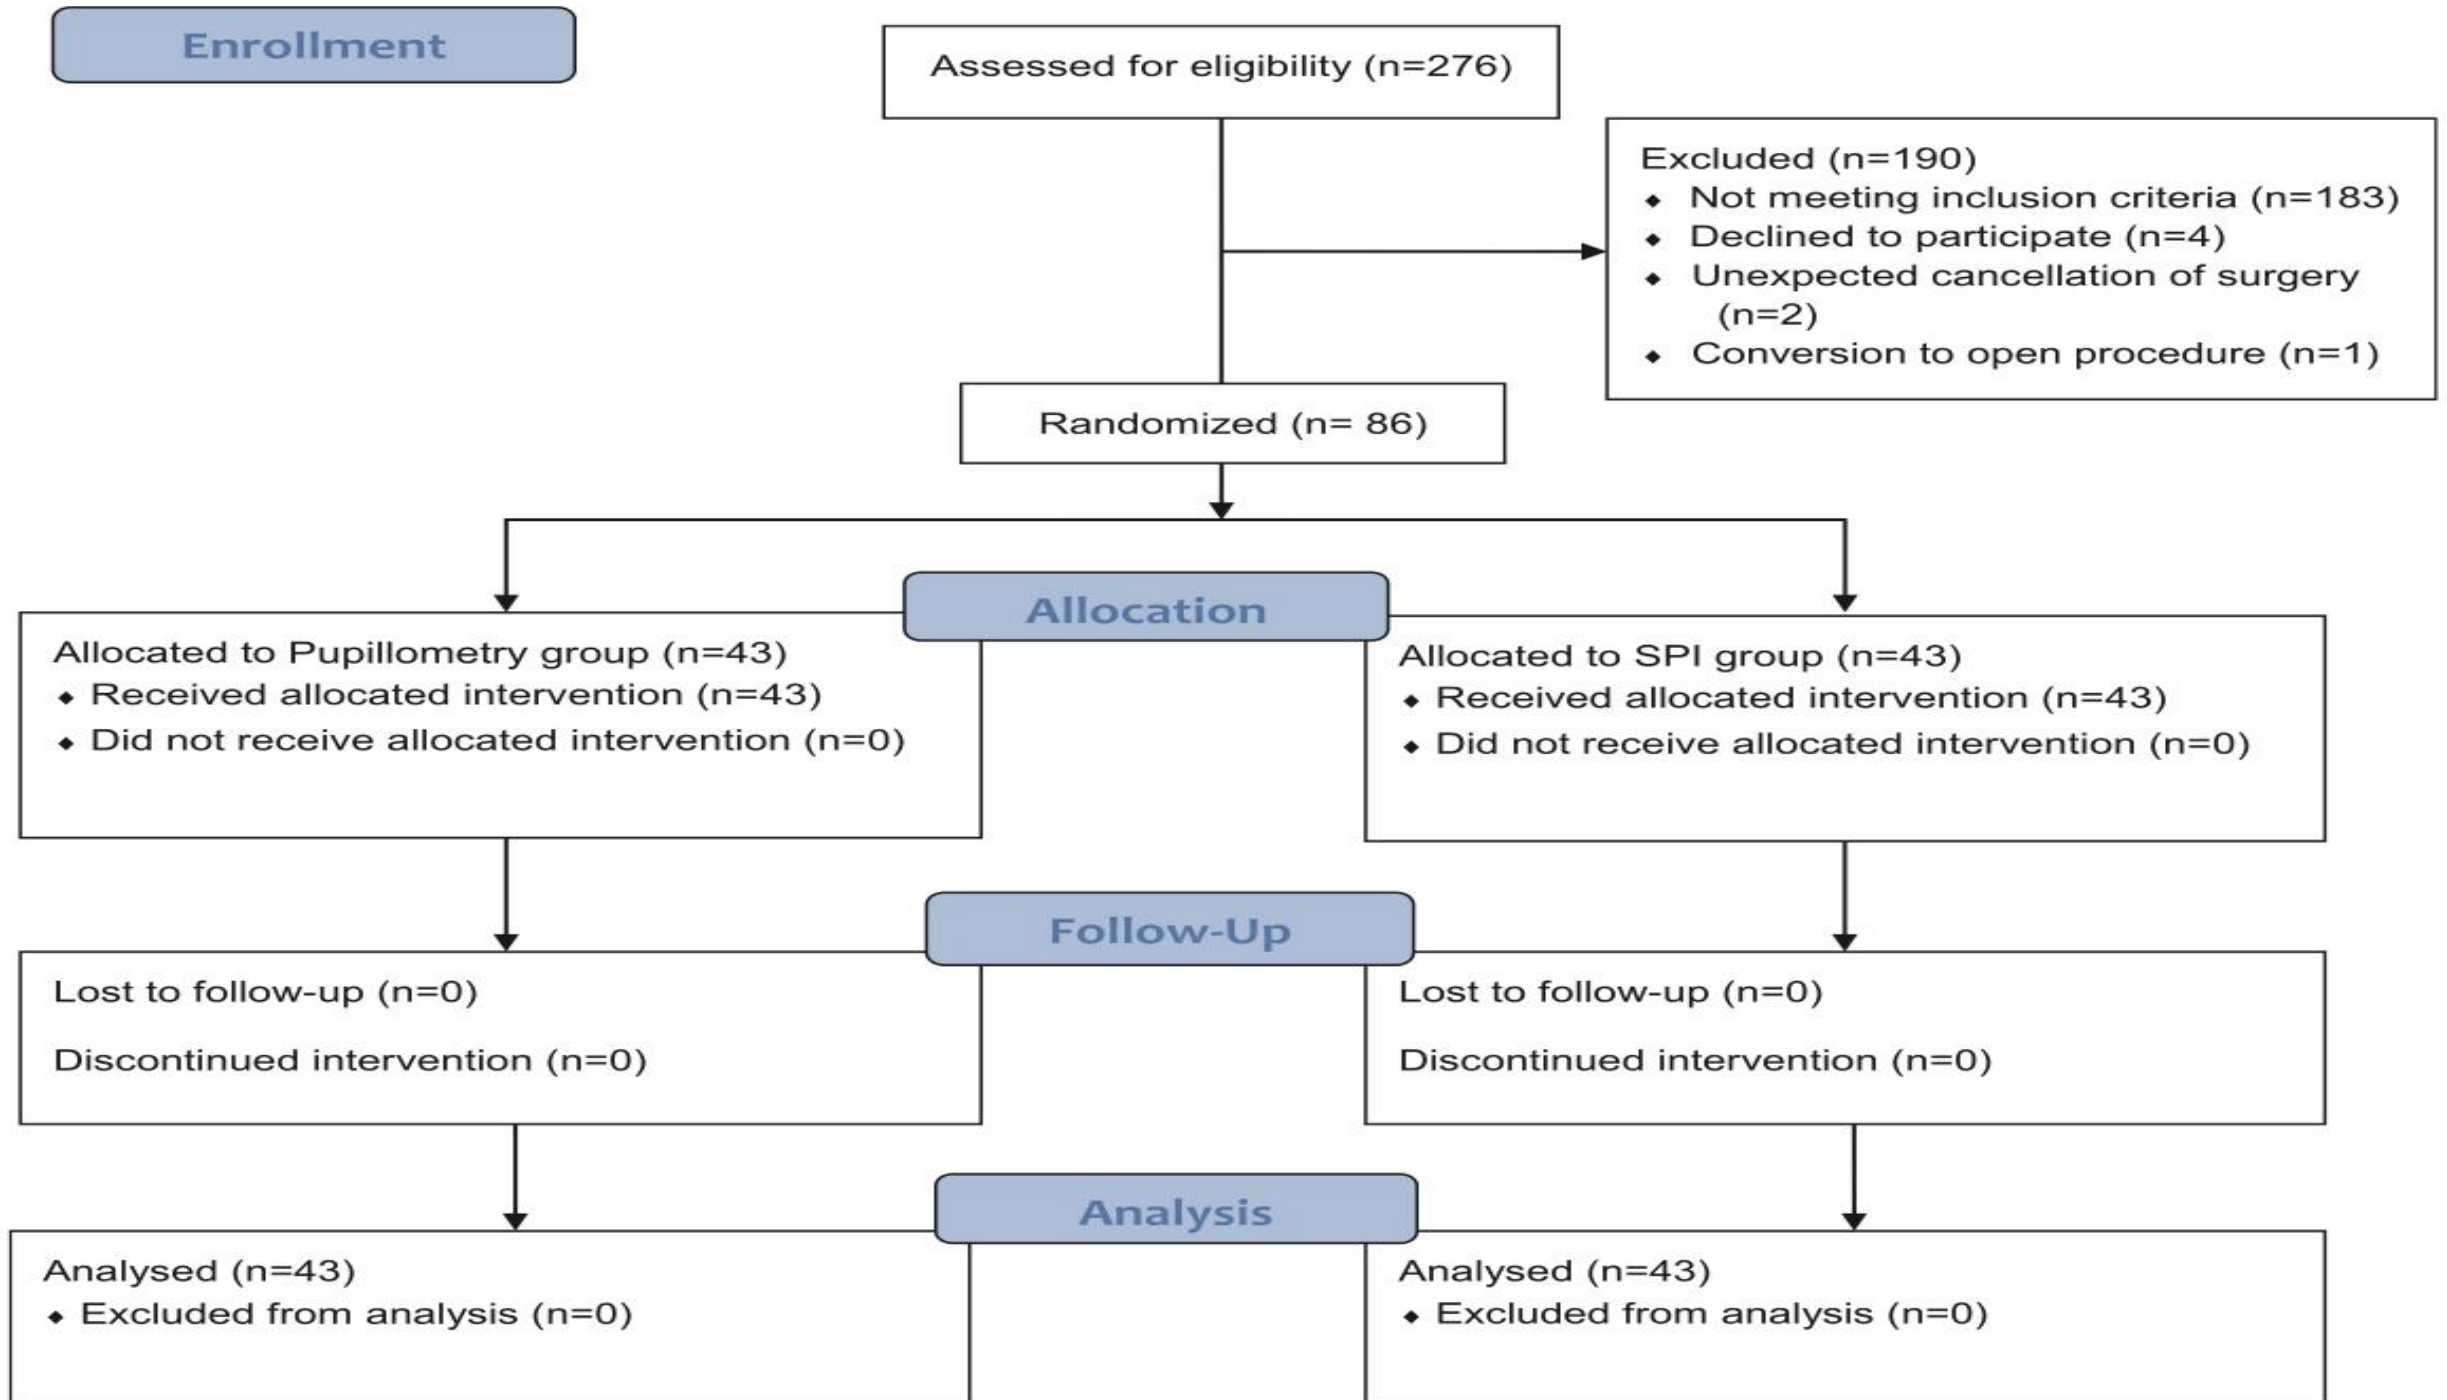 Enrollment
Assessed for eligibility (n=276)
Excluded (n=190)
◆ Not meeting inclusion criteria (n=183)
◆ Declined to participate (n=4)
◆ Unexpected cancellation of surgery
(n=2)
◆ Conversion to open procedure (n=1)
Randomized (n= 86)
Allocation
Allocated to Pupillometry group (n=43)
◆ Received allocated intervention (n=43)
◆ Did not receive allocated intervention (n=0)
Allocated to SPI group (n=43)
◆ Received allocated intervention (n=43)
◆ Did not receive allocated intervention (n=0)
Follow-Up
Lost to follow-up (n=0)
Discontinued intervention (n=0)
Lost to follow-up (n=0)
Discontinued intervention (n=0)
Analysis
Analysed (n=43)
◆ Excluded from analysis (n=0)
Analysed (n=43)
◆ Excluded from analysis (n=0)